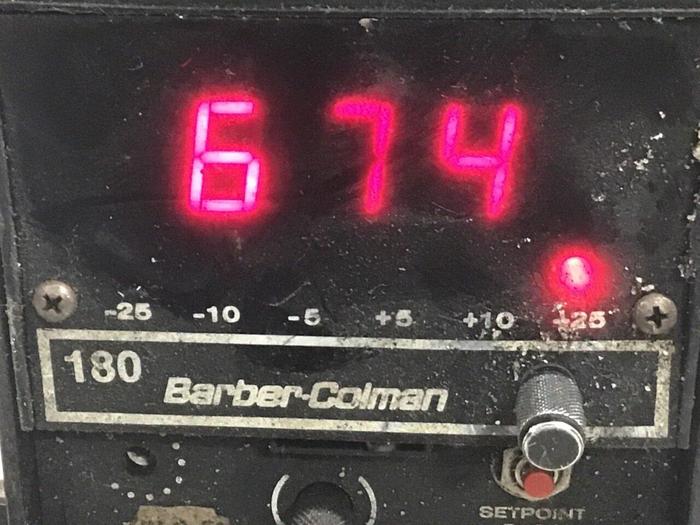 674
-25 -10 -5 +5 +10 +25
180 Barber-Colman
SETPOINT